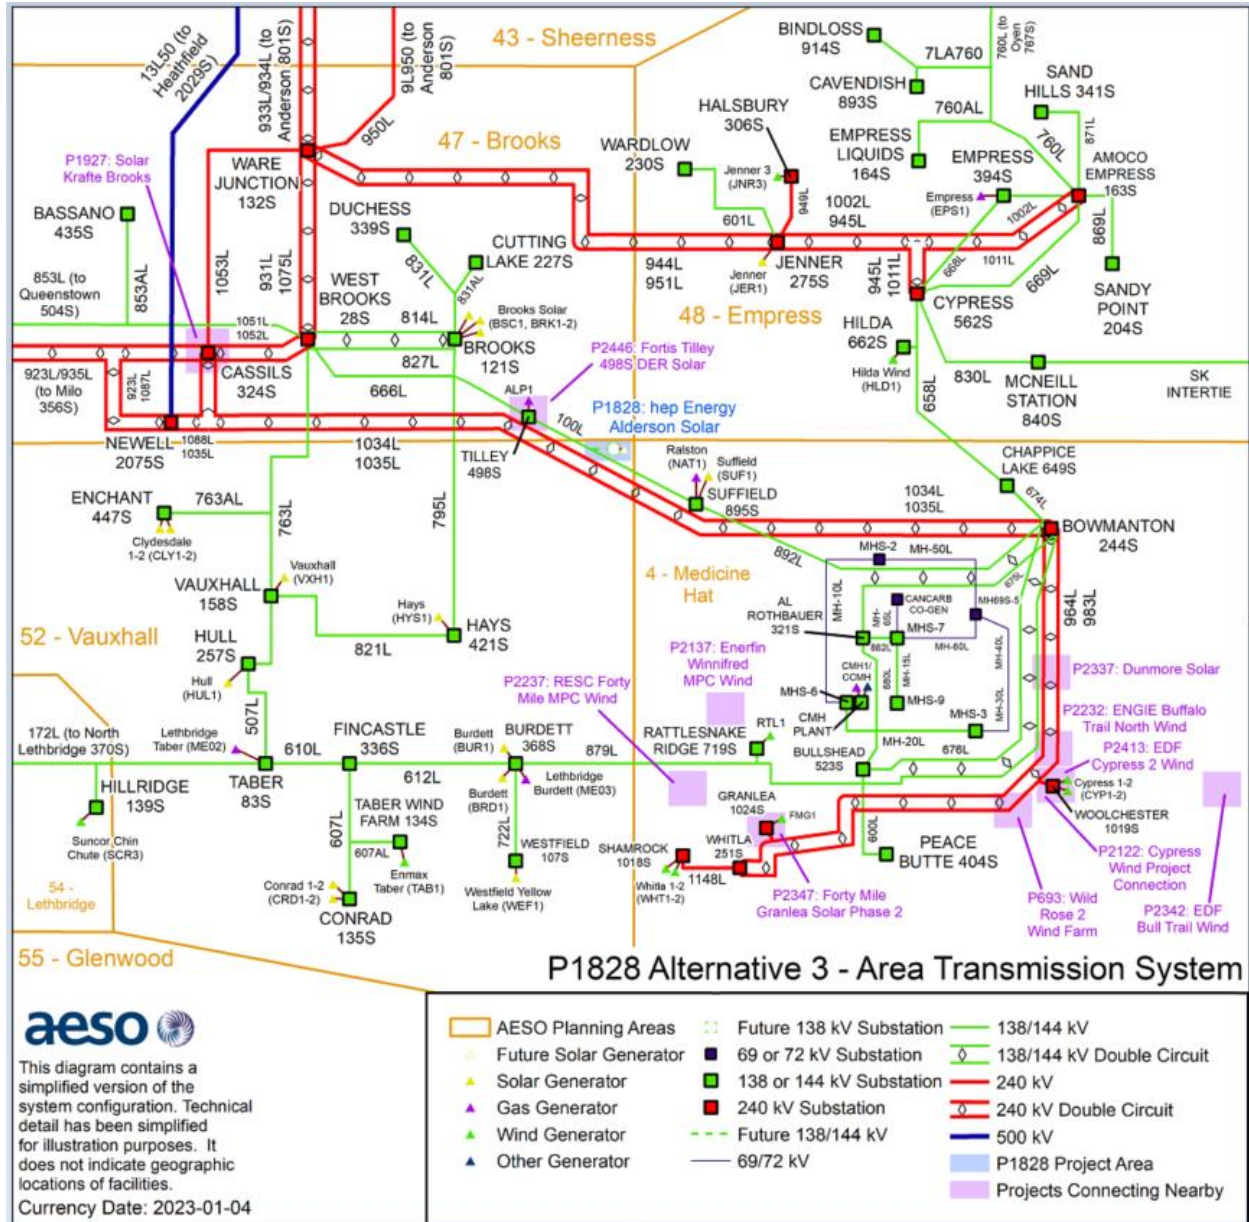 43 - Sheerness
13L50 (to
Heathfield
2029S)
933L/934L (to
Anderson 801S)
9L950 (to
Anderson
801S)
950L
BINDLOSS
914S
7LA760
760L (to
Oyen
767S)
CAVENDISH
893S
SAND
HILLS 341S
760AL
871L
HALSBURY
306S
47 - Brooks
WARDLOW
230S
EMPRESS
LIQUIDS
164S
EMPRESS
394S
760L
AMOCO
EMPRESS
163S
P1927: Solar
Krafte Brooks
WARE
JUNCTION
132S
Jenner 3
(JNR3)
949L
Empress
(EPS1)
1002L
BASSANO
435S
DUCHESS
339S
601L
1002L
945L
869L
CUTTING
LAKE 227S
831L
831AL
944L
951L
JENNER
275S
Jenner
(JER1)
945L
1011L
668L
1011L
669L
CYPRESS
562S
SANDY
POINT
204S
853L (to
Queenstown
504S)
853AL
1053L
931L
1075L
WEST
BROOKS
28S
814L
Brooks Solar
(BSC1, BRK1-2)
48 - Empress
HILDA
662S
1051L
1052L
827L
BROOKS
121S
P2446: Fortis Tilley
498S DER Solar
Hilda Wind
(HLD1)
658L
830L
MCNEILL
STATION
840S
SK
INTERTIE
923L/935L
(to Milo
356S)
923L
1087L
CASSILS
324S
666L
ALP1
P1828: hep Energy
Alderson Solar
100L
NEWELL
2075S
1088L
1035L
1034L
1035L
TILLEY
498S
Ralston
(NAT1)
Suffield
(SUF1)
CHAPPICE
LAKE 649S
ENCHANT
447S
763AL
763L
795L
SUFFIELD
895S
1034L
1035L
674L
BOWMANTON
244S
Clydesdale
1-2 (CLY1-2)
892L
MHS-2
MH-50L
675L
VAUXHALL
158S
Vauxhall
(VXH1)
4 - Medicine
Hat
MH-10L
CANCARB
CO-GEN
MH69S-5
964L
983L
52 - Vauxhall
Hays
(HYS1)
AL
ROTHBAUER
321S
MH-
65L
MHS-7
HULL
257S
821L
HAYS
421S
P2137: Enerfin
Winnifred
MPC Wind
882L
MH-60L
MH-40L
Hull
(HUL1)
P2237: RESC Forty
Mile MPC Wind
CMH1/
CCMH
880L
MH-15L
P2337: Dunmore Solar
507L
MHS-6
MHS-9
MH-30L
P2232: ENGIE Buffalo
Trail North Wind
172L (to North
Lethbridge 370S)
Lethbridge
Taber (ME02)
FINCASTLE
336S
Burdett
(BUR1)
BURDETT
368S
RATTLESNAKE
RIDGE 719S
RTL1
CMH
PLANT
MHS-3
MH-20L
P2413: EDF
Cypress 2 Wind
610L
879L
BULLSHEAD
523S
676L
HILLRIDGE
139S
TABER
83S
612L
Burdett
(BRD1)
Lethbridge
Burdett (ME03)
GRANLEA
1024S
Cypress 1-2
(CYP1-2)
TABER WIND
FARM 134S
FMG1
WOOLCHESTER
1019S
Suncor Chin
Chute (SCR3)
607L
607AL
722L
WESTFIELD
107S
SHAMROCK
1018S
WHITLA
251S
600L
PEACE
BUTTE 404S
P2122: Cypress
Wind Project
Connection
Enmax
Taber (TAB1)
Conrad 1-2
(CRD1-2)
Westfield Yellow
Lake (WEF1)
Whitla 1-2
(WHT1-2)
1148L
P2347: Forty Mile
Granlea Solar Phase 2
P693: Wild
Rose 2
Wind Farm
P2342: EDF
Bull Trail Wind
54 -
Lethbridge
CONRAD
135S
55 - Glenwood
P1828 Alternative 3 - Area Transmission System
aeso
This diagram contains a
simplified version of the
system configuration. Technical
detail has been simplified
for illustration purposes. It
does not indicate geographic
locations of facilities.
Currency Date: 2023-01-04
AESO Planning Areas
Future Solar Generator
Solar Generator
Gas Generator
Wind Generator
Other Generator
Future 138 kV Substation
69 or 72 kV Substation
138 or 144 kV Substation
240 kV Substation
Future 138/144 kV
69/72 kV
138/144 kV
138/144 kV Double Circuit
240 kV
240 kV Double Circuit
500 kV
P1828 Project Area
Projects Connecting Nearby